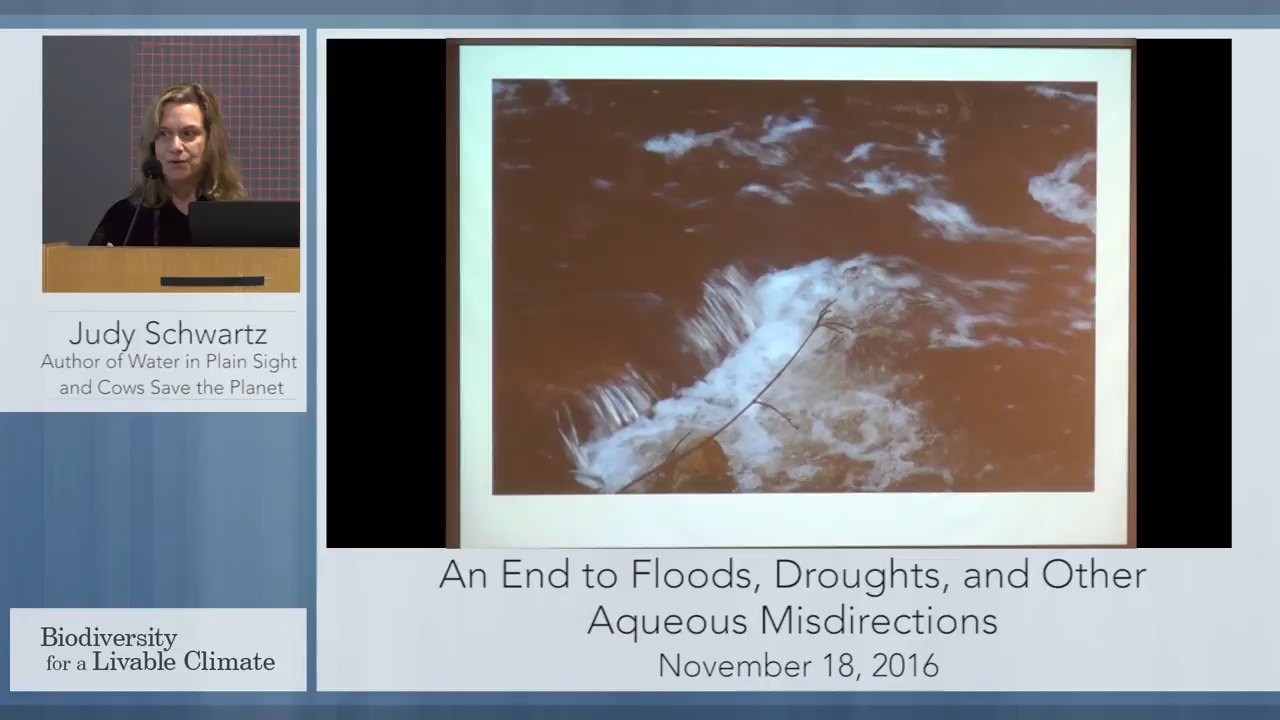 Judy Schwartz
Author of Water in Plain Sight
and Cows Save the Planet
An End to Floods, Droughts, and Other
Aqueous Misdirections
November 18, 2016
Biodiversity
for a Livable Climate